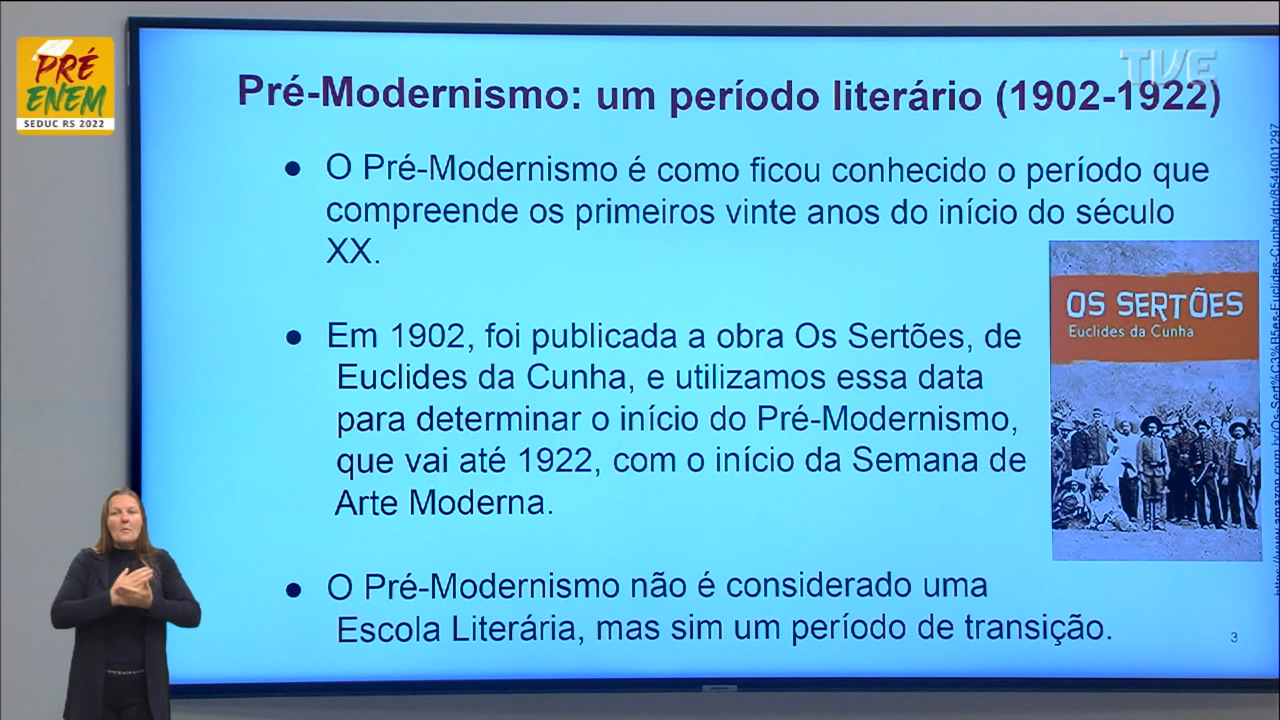 PRÉ
ENEM
SEDUC RS 2022
TVE
Pré-Modernismo: um período literário (1902-1922)
● O Pré-Modernismo é como ficou conhecido o período que
compreende os primeiros vinte anos do início do século
XX.
● Em 1902, foi publicada a obra Os Sertões, de
Euclides da Cunha, e utilizamos essa data
para determinar o início do Pré-Modernismo,
que vai até 1922, com o início da Semana de
Arte Moderna.
● O Pré-Modernismo não é considerado uma
Escola Literária, mas sim um período de transição.
OS SERTÕES
Euclides da Cunha
3